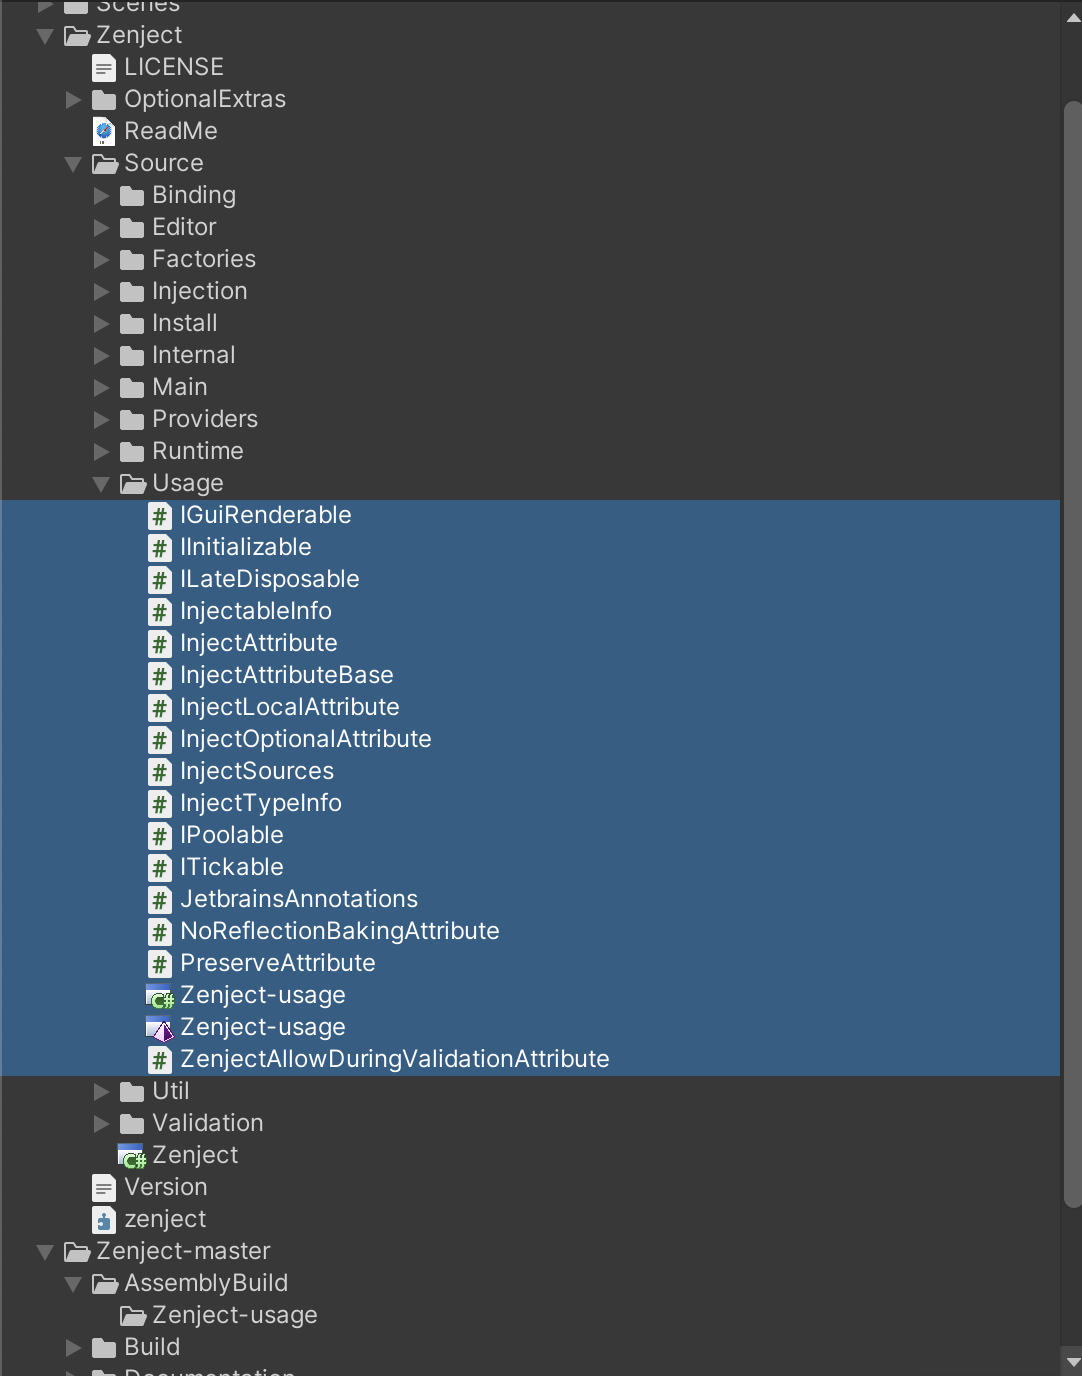 Scenes
Zenject
LICENSE
OptionalExtras
ReadMe
Source
Binding
Editor
Factories
Injection
Install
Internal
Main
Providers
Runtime
Usage
IGuiRenderable
IInitializable
ILateDisposable
InjectableInfo
InjectAttribute
InjectAttributeBase
InjectLocalAttribute
InjectOptionalAttribute
InjectSources
InjectTypeInfo
IPoolable
ITickable
JetbrainsAnnotations
NoReflectionBakingAttribute
PreserveAttribute
Zenject-usage
Zenject-usage
ZenjectAllowDuringValidationAttribute
Util
Validation
Zenject
Version
zenject
Zenject-master
AssemblyBuild
Zenject-usage
Build
Documentation